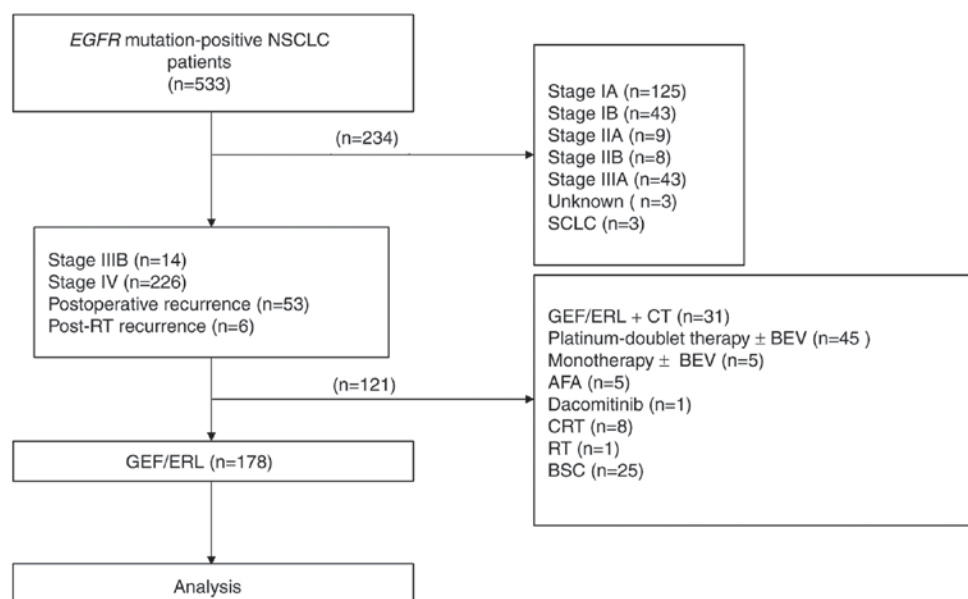 EGFR mutation-positive NSCLC
patients
(n=533)
(n=234)
Stage IA (n=125)
Stage IB (n=43)
Stage IIA (n=9)
Stage IIB (n=8)
Stage IIIA (n=43)
Unknown ( n=3)
SCLC (n=3)
Stage IIIB (n=14)
Stage IV (n=226)
Postoperative recurrence (n=53)
Post-RT recurrence (n=6)
(n=121)
GEF/ERL + CT (n=31)
Platinum-doublet therapy ± BEV (n=45 )
Monotherapy ± BEV (n=5)
AFA (n=5)
Dacomitinib (n=1)
CRT (n=8)
RT (n=1)
BSC (n=25)
GEF/ERL (n=178)
Analysis